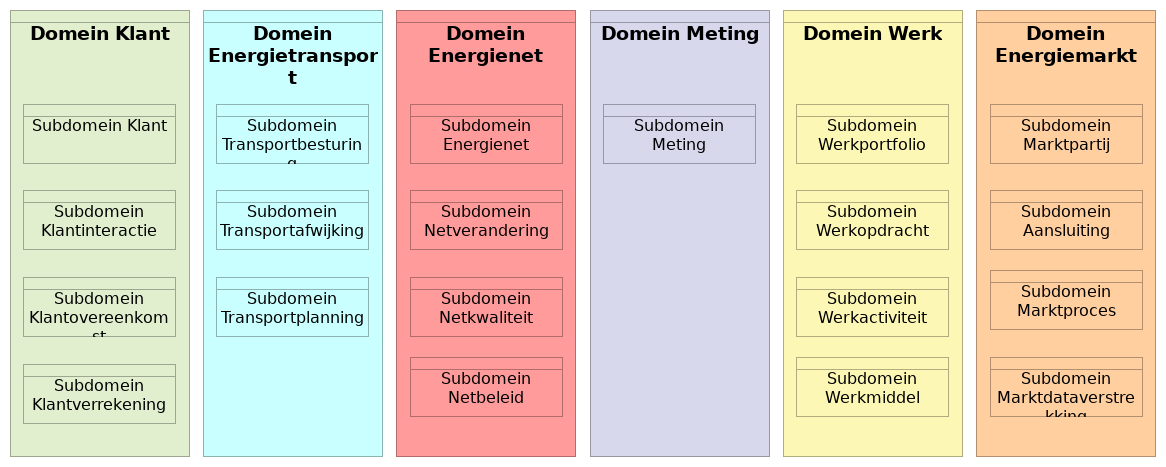 Domein Klant
Subdomein Klant
Subdomein
Klantinteractie
Subdomein
Klantovereenkom
st
Subdomein
Klantverrekening
Domein
Energietranspor
t
Subdomein
Transportbesturin
g
Subdomein
Transportafwijking
Subdomein
Transportplanning
Domein
Energienet
Subdomein
Energienet
Subdomein
Netverandering
Subdomein
Netkwaliteit
Subdomein
Netbeleid
Domein Meting
Subdomein
Meting
Domein Werk
Subdomein
Werkportfolio
Subdomein
Werkopdracht
Subdomein
Werkactiviteit
Subdomein
Werkmiddel
Domein
Energiemarkt
Subdomein
Marktpartij
Subdomein
Aansluiting
Subdomein
Marktproces
Subdomein
Marktdataverstre
kking